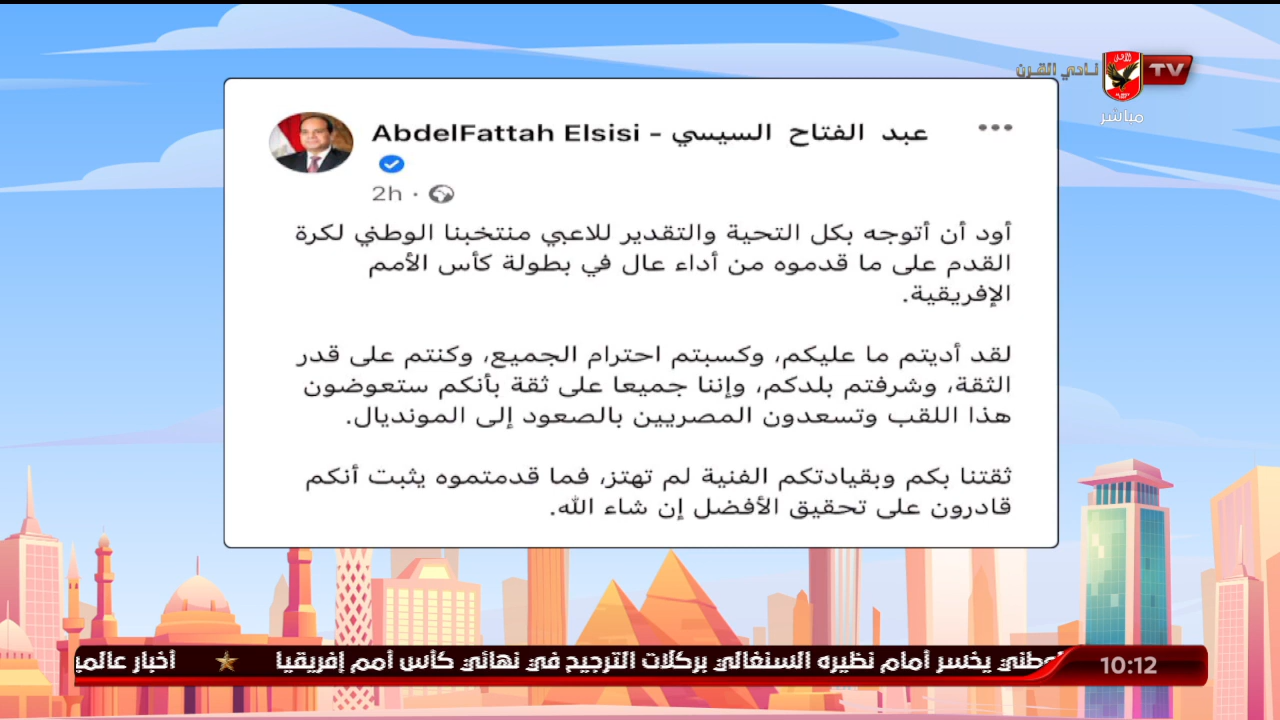 نادي القرن
TV
مباشر
AbdelFattah Elsisi - عبد الفتاح السيسي
2h
أود أن أتوجه بكل التحية والتقدير للاعبي منتخبنا الوطني لكرة
القدم على ما قدموه من أداء عال في بطولة كأس الأمم
الإفريقية.
لقد أديتم ما عليكم، وكسبتم احترام الجميع، وكنتم على قدر
الثقة، وشرفتم بلدكم، وإننا جميعا على ثقة بأنكم ستعوضون
هذا اللقب وتسعدون المصريين بالصعود إلى المونديال.
ثقتنا بكم وبقيادتكم الفنية لم تهتز، فما قدمتموه يثبت أنكم
قادرون على تحقيق الأفضل إن شاء الله.
10:12
يخسر أمام نظيره السنغالي بركلات الترجيح في نهائي كأس أمم إفريقيا
أخبار